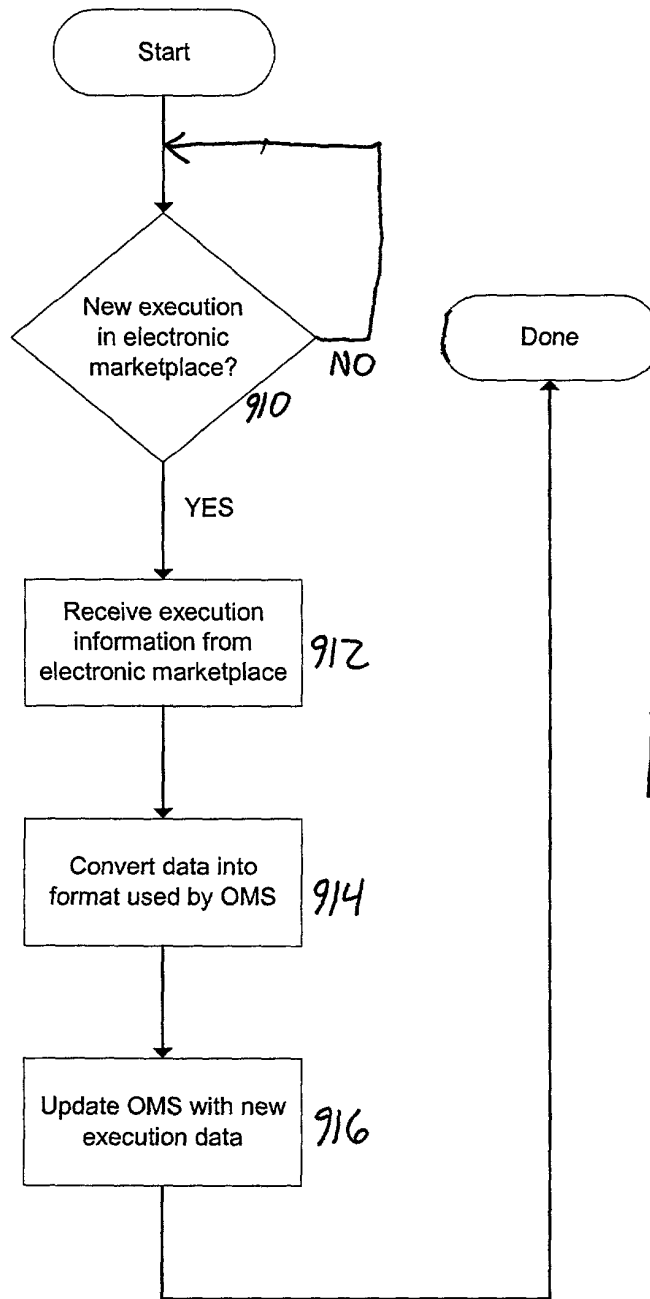 Start
New execution
in electronic
marketplace?
NO
910
YES
Done
Receive execution
information from
electronic marketplace
912
Convert data into
format used by OMS
914
Update OMS with new
execution data
916